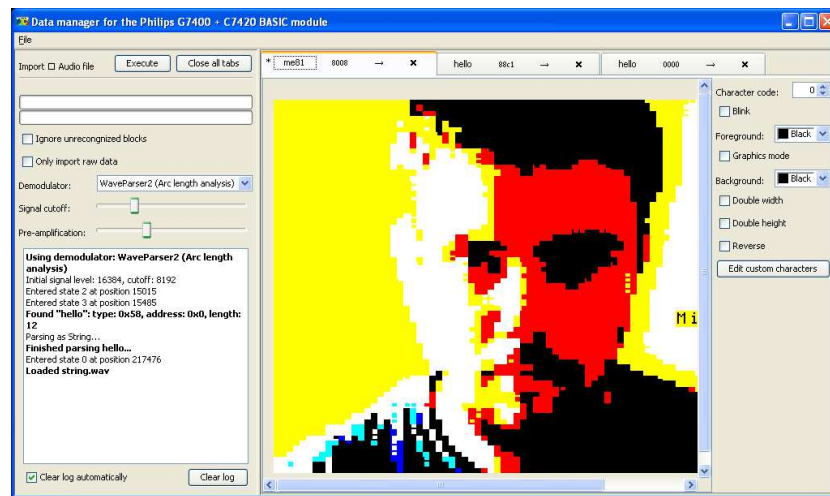 Data manager for the Philips G7400 + C7420 BASIC module
File
Import Audio file Execute Close all tabs
* me81 8008 → × hello 88c1 → × hello 0000 → ×
Ignore unrecongnized blocks
Only import raw data
Demodulator: WaveParser2 (Arc length analysis)
Signal cutoff:
Pre-amplification:
Using demodulator: WaveParser2 (Arc length
analysis)
Initial signal level: 16384, cutoff: 8192
Entered state 2 at position 15015
Entered state 3 at position 15485
Found "hello": type: 0x58, address: 0x0, length:
12
Parsing as String...
Finished parsing hello...
Entered state 0 at position 217476
Loaded string.wav
Clear log automatically Clear log
Mi
Character code: 0
Blink
Foreground: Black
Graphics mode
Background: Black
Double width
Double height
Reverse
Edit custom characters